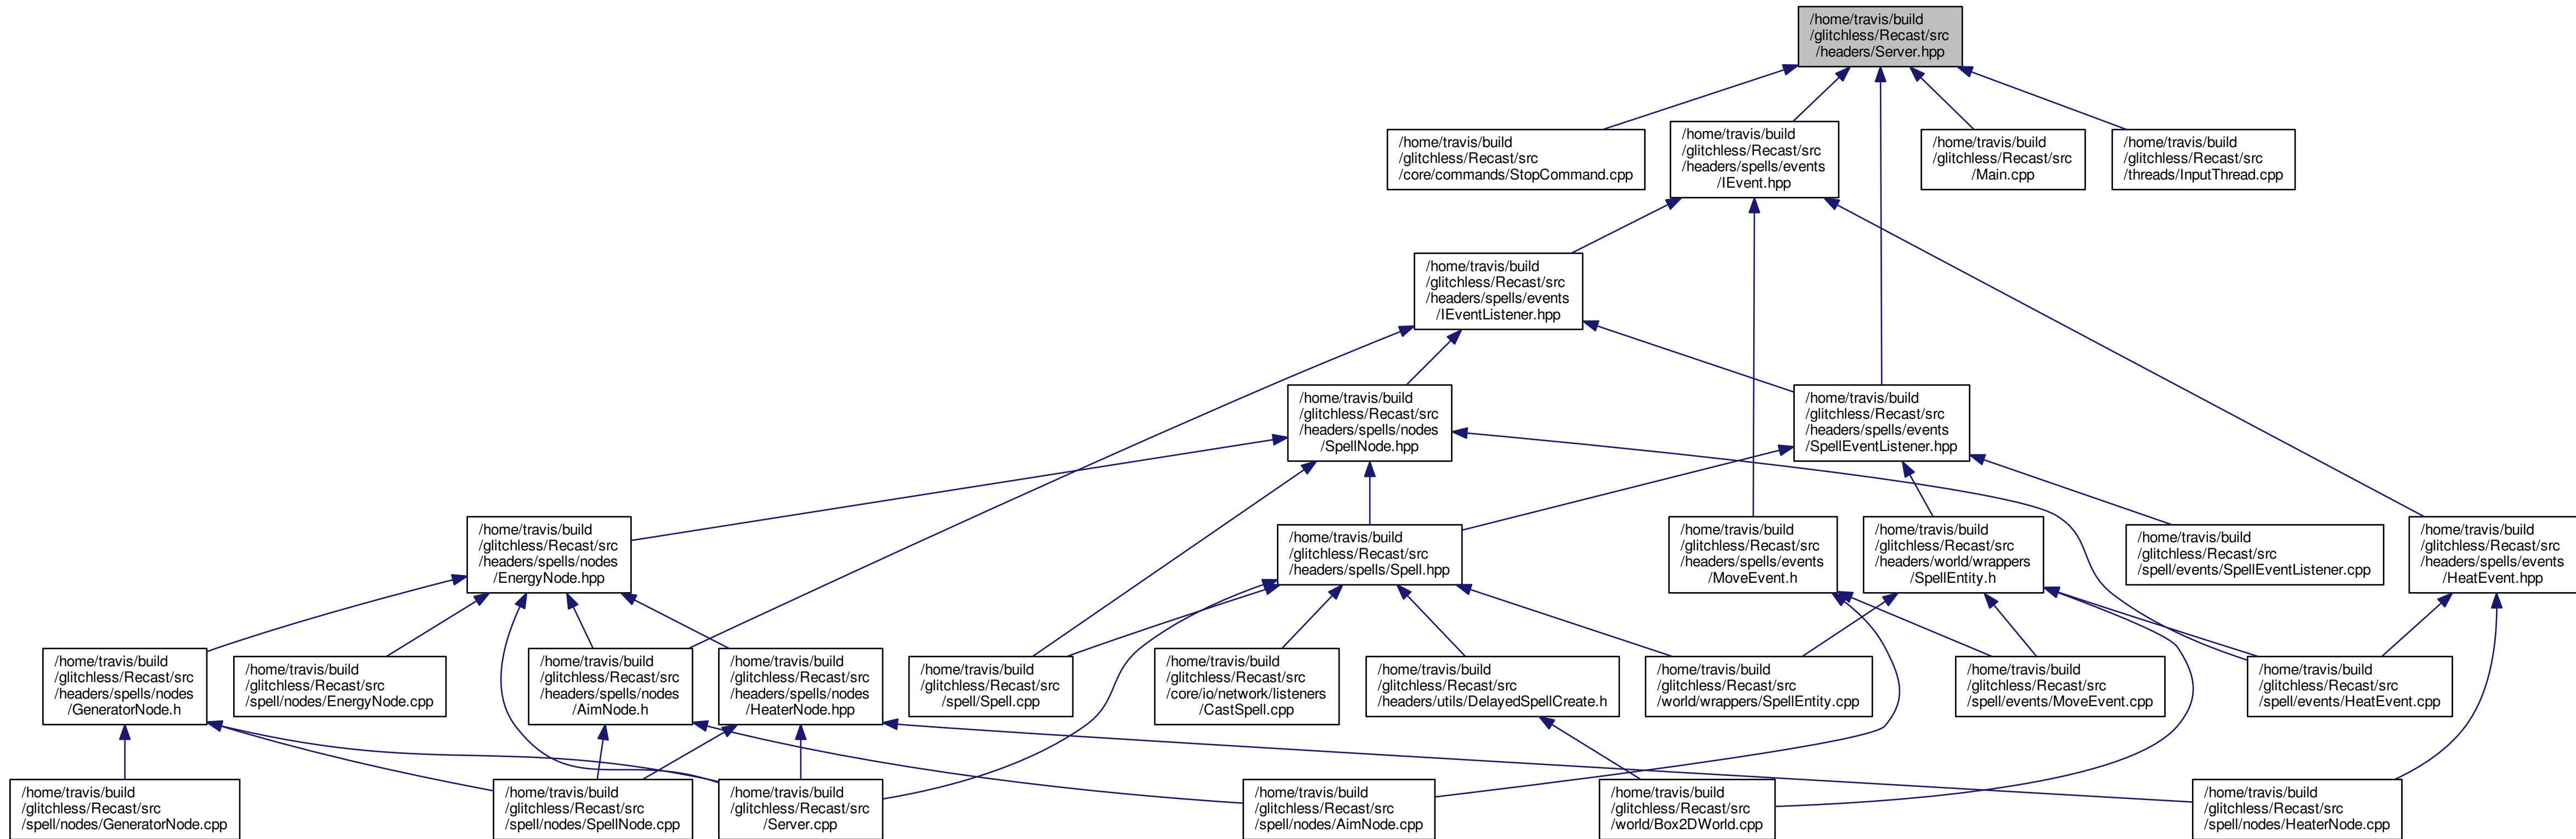 /home/travis/build
/glitchless/Recast/src
/headers/Server.hpp
/home/travis/build
/glitchless/Recast/src
/core/commands/StopCommand.cpp
/home/travis/build
/glitchless/Recast/src
/headers/spells/events
/IEvent.hpp
/home/travis/build
/glitchless/Recast/src
/Main.cpp
/home/travis/build
/glitchless/Recast/src
/threads/InputThread.cpp
/home/travis/build
/glitchless/Recast/src
/headers/spells/events
/IEventListener.hpp
/home/travis/build
/glitchless/Recast/src
/headers/spells/nodes
/SpellNode.hpp
/home/travis/build
/glitchless/Recast/src
/headers/spells/events
/SpellEventListener.hpp
/home/travis/build
/glitchless/Recast/src
/headers/spells/nodes
/EnergyNode.hpp
/home/travis/build
/glitchless/Recast/src
/headers/spells/Spell.hpp
/home/travis/build
/glitchless/Recast/src
/headers/spells/events
/MoveEvent.h
/home/travis/build
/glitchless/Recast/src
/headers/world/wrappers
/SpellEntity.h
/home/travis/build
/glitchless/Recast/src
/spell/events/SpellEventListener.cpp
/home/travis/build
/glitchless/Recast/src
/headers/spells/events
/HeatEvent.hpp
/home/travis/build
/glitchless/Recast/src
/headers/spells/nodes
/GeneratorNode.h
/home/travis/build
/glitchless/Recast/src
/spell/nodes/EnergyNode.cpp
/home/travis/build
/glitchless/Recast/src
/headers/spells/nodes
/AimNode.h
/home/travis/build
/glitchless/Recast/src
/headers/spells/nodes
/HeaterNode.hpp
/home/travis/build
/glitchless/Recast/src
/spell/Spell.cpp
/home/travis/build
/glitchless/Recast/src
/core/io/network/listeners
/CastSpell.cpp
/home/travis/build
/glitchless/Recast/src
/headers/utils/DelayedSpellCreate.h
/home/travis/build
/glitchless/Recast/src
/world/wrappers/SpellEntity.cpp
/home/travis/build
/glitchless/Recast/src
/spell/events/MoveEvent.cpp
/home/travis/build
/glitchless/Recast/src
/spell/events/HeatEvent.cpp
/home/travis/build
/glitchless/Recast/src
/spell/nodes/GeneratorNode.cpp
/home/travis/build
/glitchless/Recast/src
/spell/nodes/SpellNode.cpp
/home/travis/build
/glitchless/Recast/src
/Server.cpp
/home/travis/build
/glitchless/Recast/src
/spell/nodes/AimNode.cpp
/home/travis/build
/glitchless/Recast/src
/world/Box2DWorld.cpp
/home/travis/build
/glitchless/Recast/src
/spell/nodes/HeaterNode.cpp